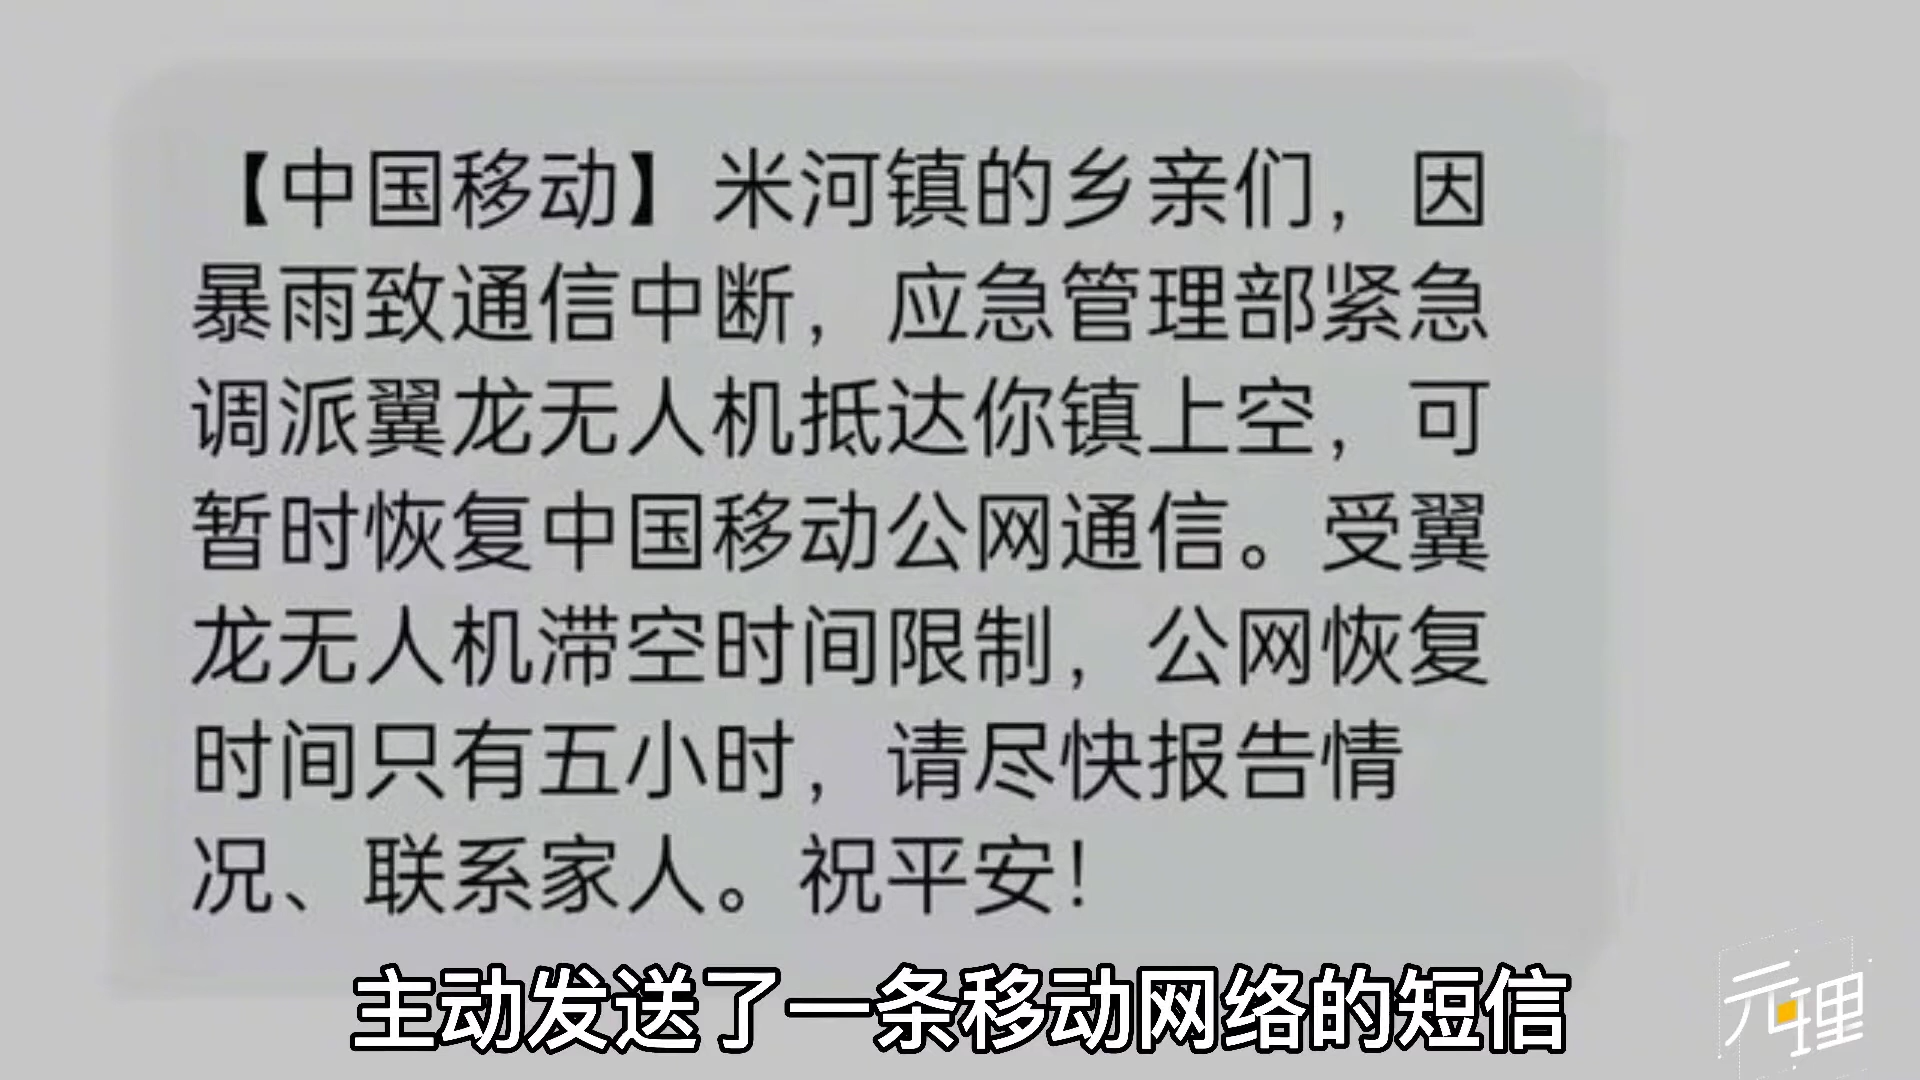 【中国移动】米河镇的乡亲们，因
暴雨致通信中断，应急管理部紧急
调派翼龙无人机抵达你镇上空，可
暂时恢复中国移动公网通信。受翼
龙无人机滞空时间限制，公网恢复
时间只有五小时，请尽快报告情
况、联系家人。祝平安！
主动发送了一条移动网络的短信
元理